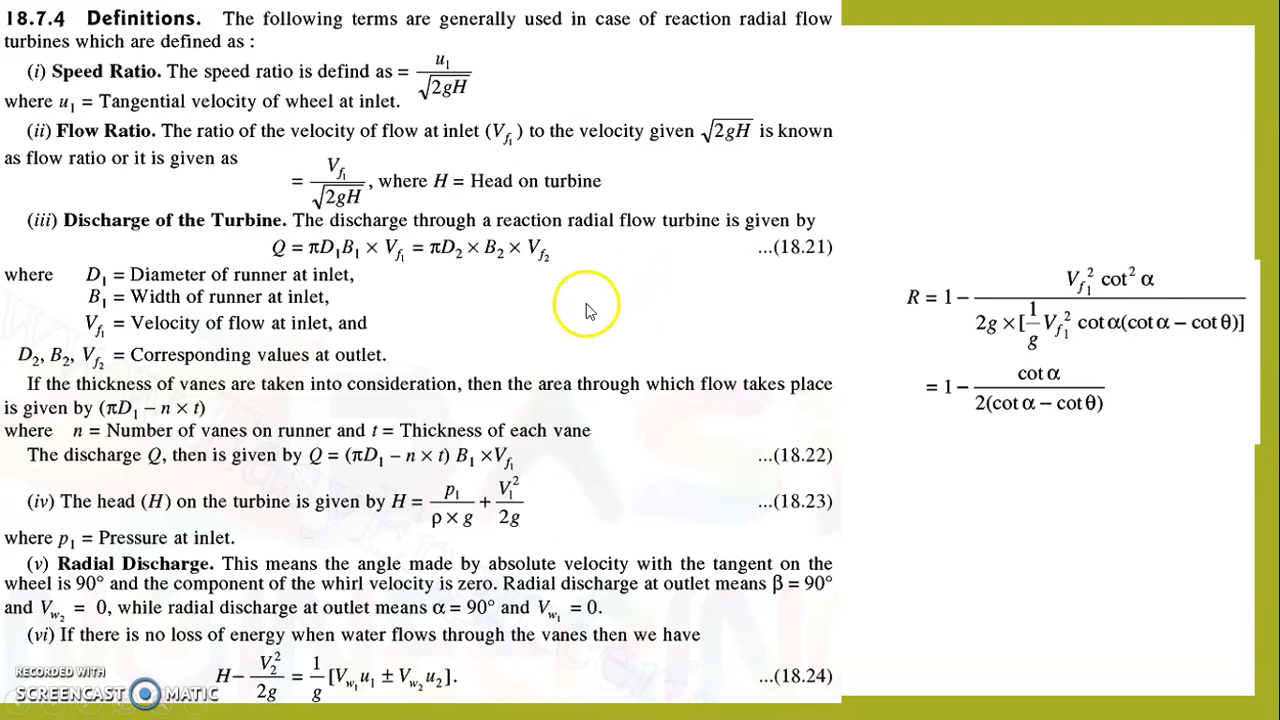 18.7.4 Definitions. The following terms are generally used in case of reaction radial flow
turbines which are defined as :
(i) Speed Ratio. The speed ratio is defind as = u₁/√(2gH)
where u₁ = Tangential velocity of wheel at inlet.
(ii) Flow Ratio. The ratio of the velocity of flow at inlet (V_f₁) to the velocity given √(2gH) is known
as flow ratio or it is given as
= V_f₁/√(2gH), where H = Head on turbine
(iii) Discharge of the Turbine. The discharge through a reaction radial flow turbine is given by
Q = πD₁B₁ × V_f₁ = πD₂ × B₂ × V_f₂ ...(18.21)
where D₁ = Diameter of runner at inlet,
B₁ = Width of runner at inlet,
V_f₁ = Velocity of flow at inlet, and
D₂, B₂, V_f₂ = Corresponding values at outlet.
If the thickness of vanes are taken into consideration, then the area through which flow takes place
is given by (πD₁ – n × t)
where n = Number of vanes on runner and t = Thickness of each vane
The discharge Q, then is given by Q = (πD₁ – n × t) B₁ ×V_f₁ ...(18.22)
(iv) The head (H) on the turbine is given by H = p₁/(ρ × g) + V₁²/2g ...(18.23)
where p₁ = Pressure at inlet.
(v) Radial Discharge. This means the angle made by absolute velocity with the tangent on the
wheel is 90° and the component of the whirl velocity is zero. Radial discharge at outlet means β = 90°
and V_w₂ = 0, while radial discharge at outlet means α = 90° and V_w₁ = 0.
(vi) If there is no loss of energy when water flows through the vanes then we have
H– V₂²/2g = 1/g [V_w₁u₁ ± V_w₂u₂]. ...(18.24)
R = 1 – V_f₁² cot² α / (2g × [1/g V_f₁² cot α(cot α – cot θ)])
= 1 – cot α / (2(cot α – cot θ))
RECORDED WITH
SCREENCAST MATIC